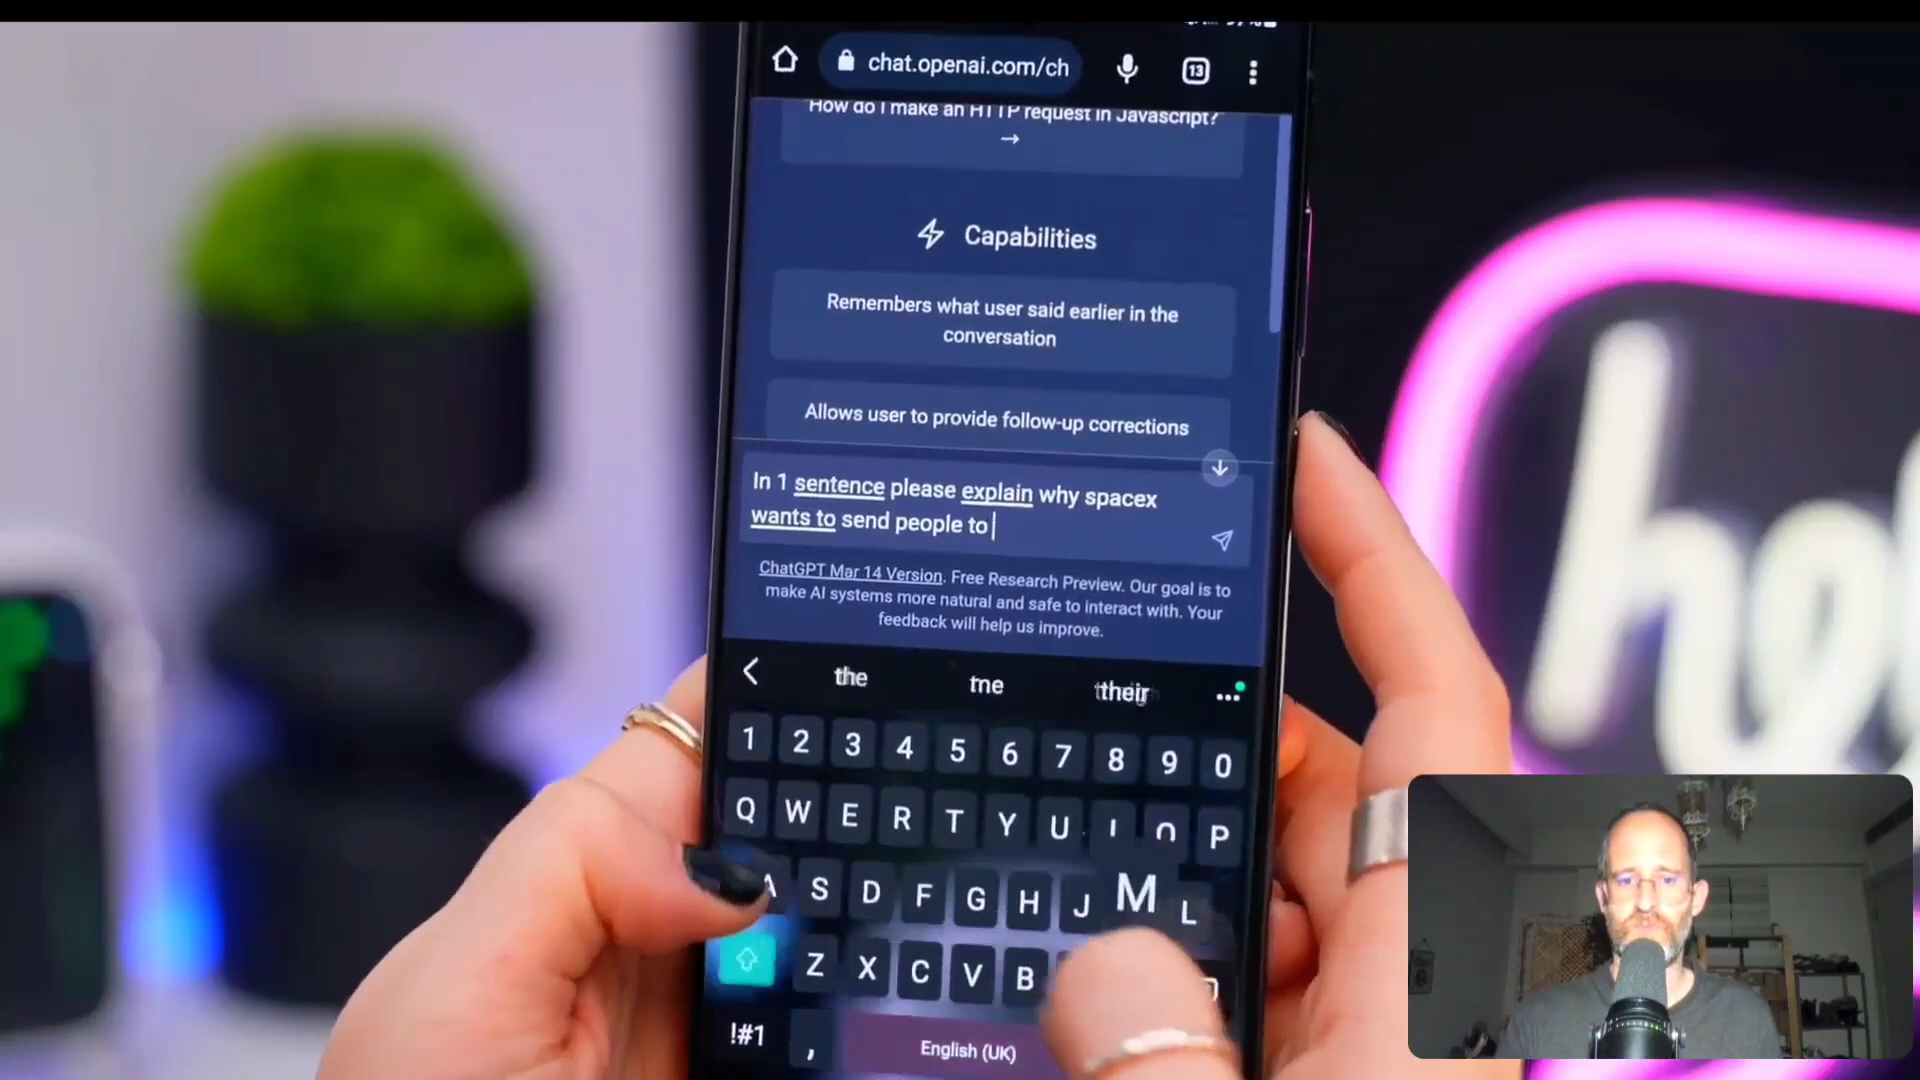 chat.openai.com/ch
13
"How do I make an HTTP request in Javascript?"
→
Capabilities
Remembers what user said earlier in the
conversation
Allows user to provide follow-up corrections
In 1 sentence please explain why spacex
wants to send people to
ChatGPT Mar 14 Version. Free Research Preview. Our goal is to
make AI systems more natural and safe to interact with. Your
feedback will help us improve.
the
their
1 2 3 4 5 6 7 8 9 0
Q W E R T Y U I O P
A S D F G H J M L
Z X C V B
!#1 , English (UK)